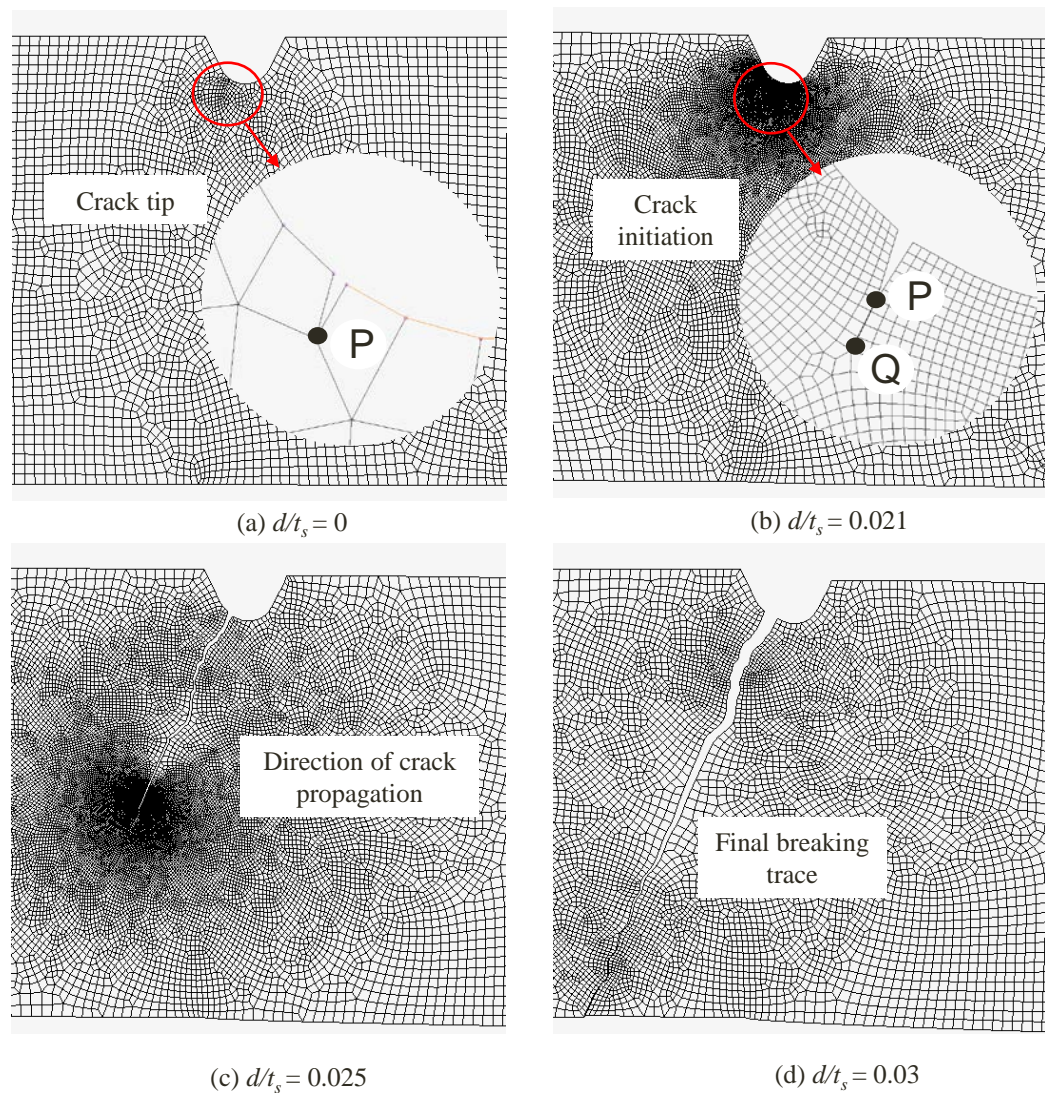 Crack tip
P
(a) d/tₛ = 0
Crack
initiation
P
Q
(b) d/tₛ = 0.021
Direction of crack
propagation
(c) d/tₛ = 0.025
Final breaking
trace
(d) d/tₛ = 0.03